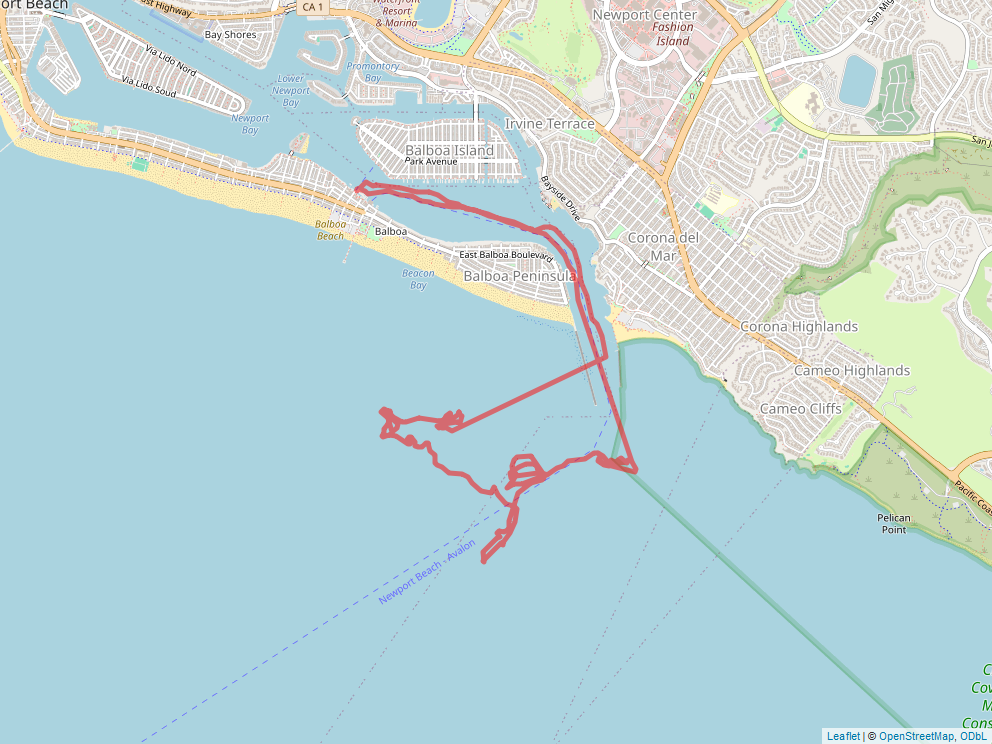 ort Beach
est Highway
CA 1
Waterfront
Resort
& Marina
Newport Center
Fashion
Island
San Mig
Bay Shores
Via Lido Nord
Via Lido Soud
Promontory
Bay
Lower
Newport
Bay
Newport
Bay
Irvine Terrace
San J
Balboa Island
Park Avenue
Bayside Drive
Balboa
Beach
Balboa
Corona del
Mar
East Balboa Boulevard
Balboa Peninsula
Beacon
Bay
Corona Highlands
Cameo Highlands
Cameo Cliffs
Pacific Coas
Pelican
Point
Newport Beach - Avalon
C
Cov
M
Cons
Leaflet | © OpenStreetMap, ODbL